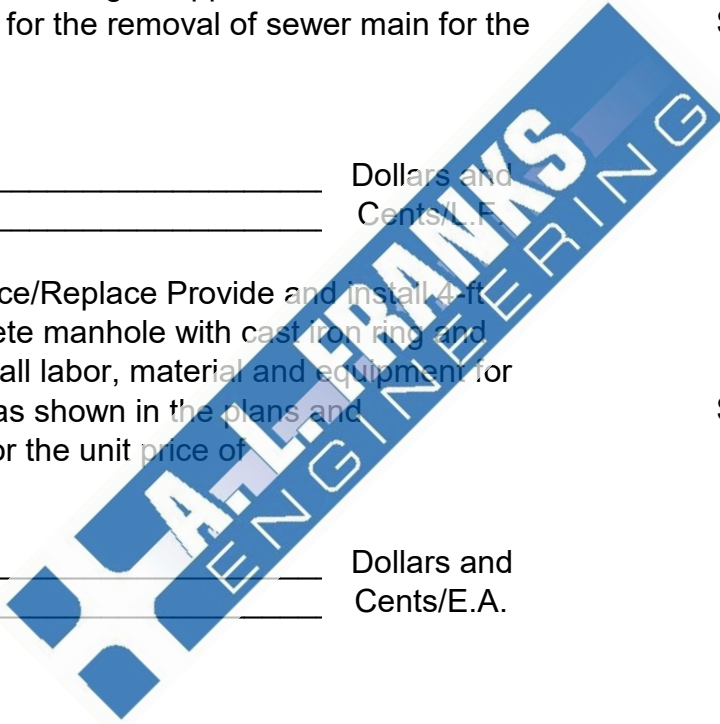 for the removal of sewer main for the
Dollars and
Cents/L.F.
ce/Replace Provide and install 4-ft
ete manhole with cast iron ring and
all labor, material and equipment for
as shown in the plans and
or the unit price of
Dollars and
Cents/E.A.
A. L. FRANKS
ENGINEERING